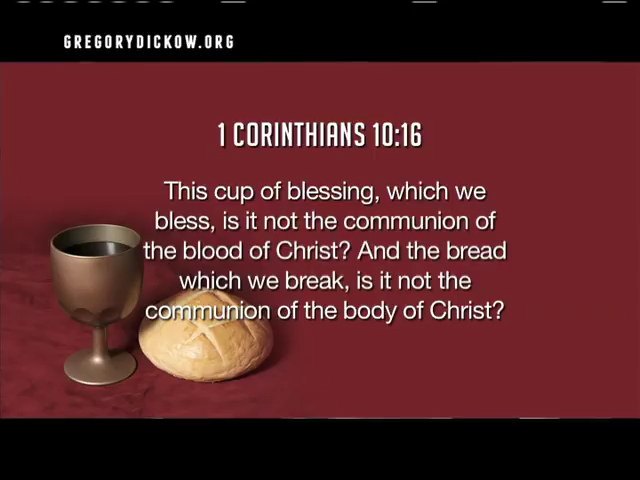 GREGORYDICKOW.ORG
1 CORINTHIANS 10:16
This cup of blessing, which we
bless, is it not the communion of
the blood of Christ? And the bread
which we break, is it not the
communion of the body of Christ?